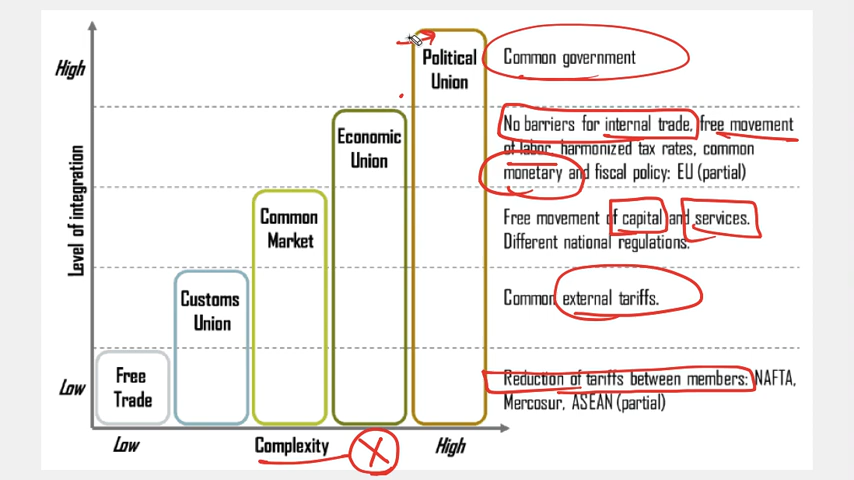 High
Political
Union
Common government
Economic
Union
No barriers for internal trade, free movement
of labor, harmonized tax rates, common
monetary and fiscal policy: EU (partial)
Level of integration
Common
Market
Free movement of capital and services.
Different national regulations.
Customs
Union
Common external tariffs.
Free
Trade
Reduction of tariffs between members: NAFTA,
Mercosur, ASEAN (partial)
Low
Low
Complexity
X
High